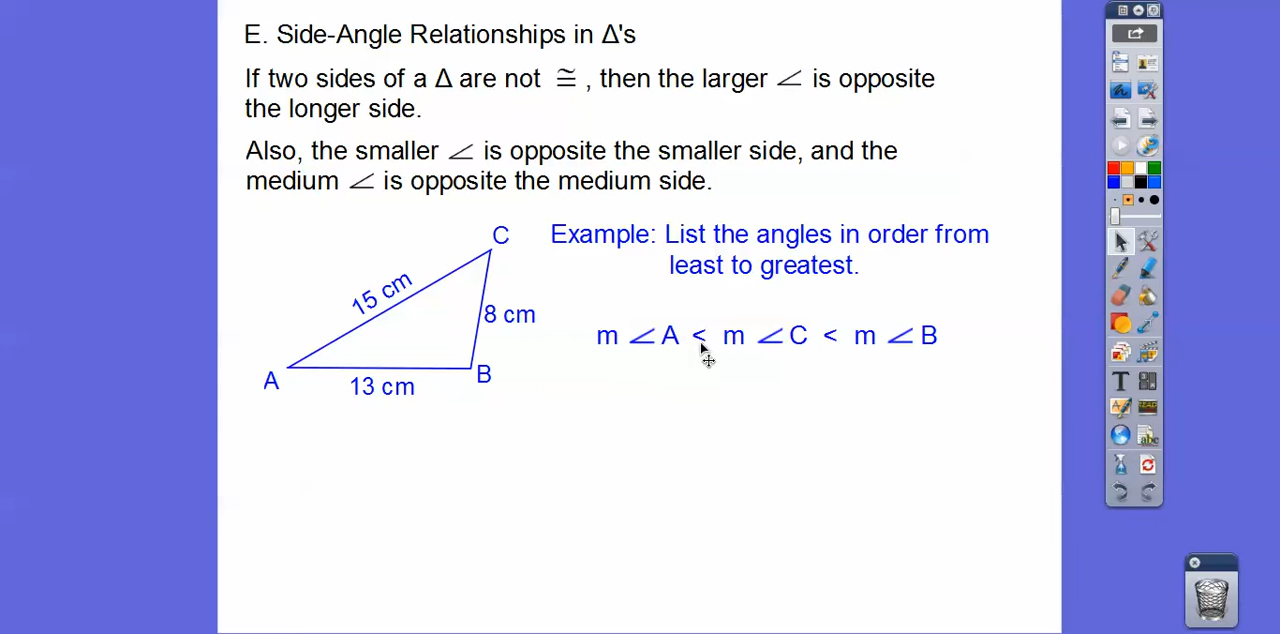 E. Side-Angle Relationships in Δ's
If two sides of a Δ are not ≅ , then the larger ∠ is opposite
the longer side.
Also, the smaller ∠ is opposite the smaller side, and the
medium ∠ is opposite the medium side.
Example: List the angles in order from
least to greatest.
C
15 cm
8 cm
A
B
13 cm
m ∠A < m ∠C < m ∠B